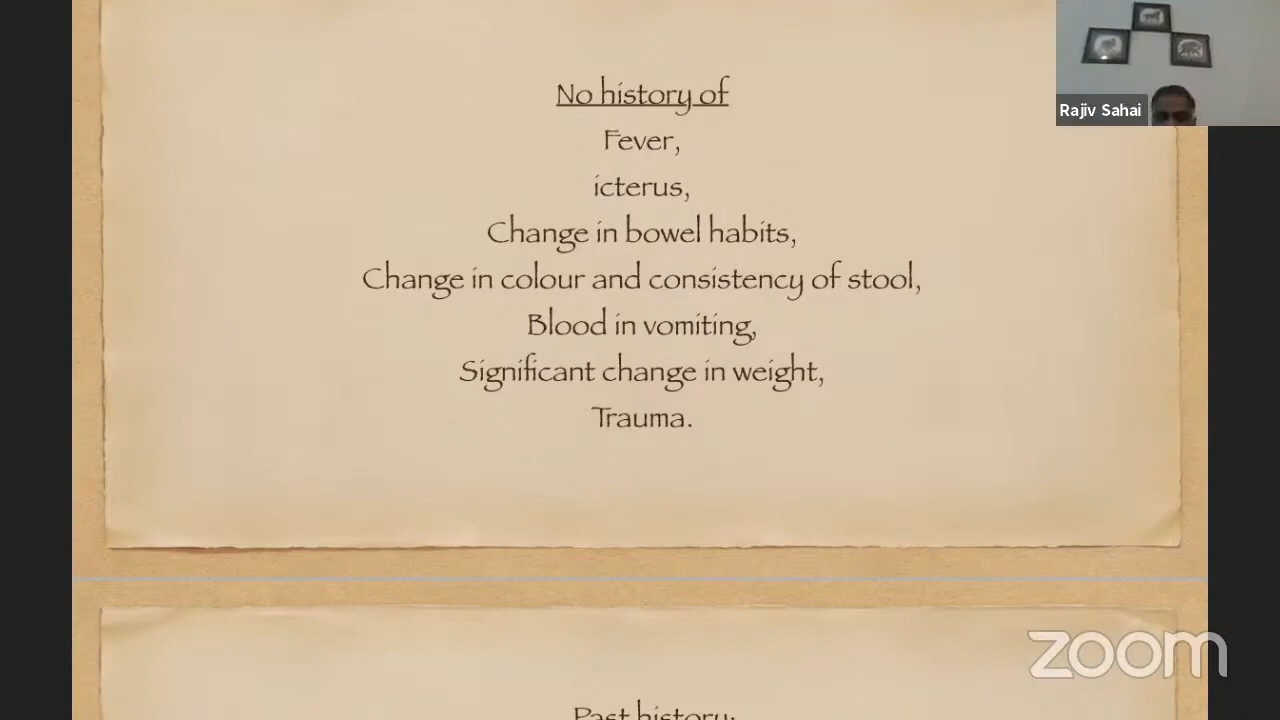 No history of
Fever,
icterus,
Change in bowel habits,
Change in colour and consistency of stool,
Blood in vomiting,
Significant change in weight,
Trauma.
Past history:
Rajiv Sahai
zoom